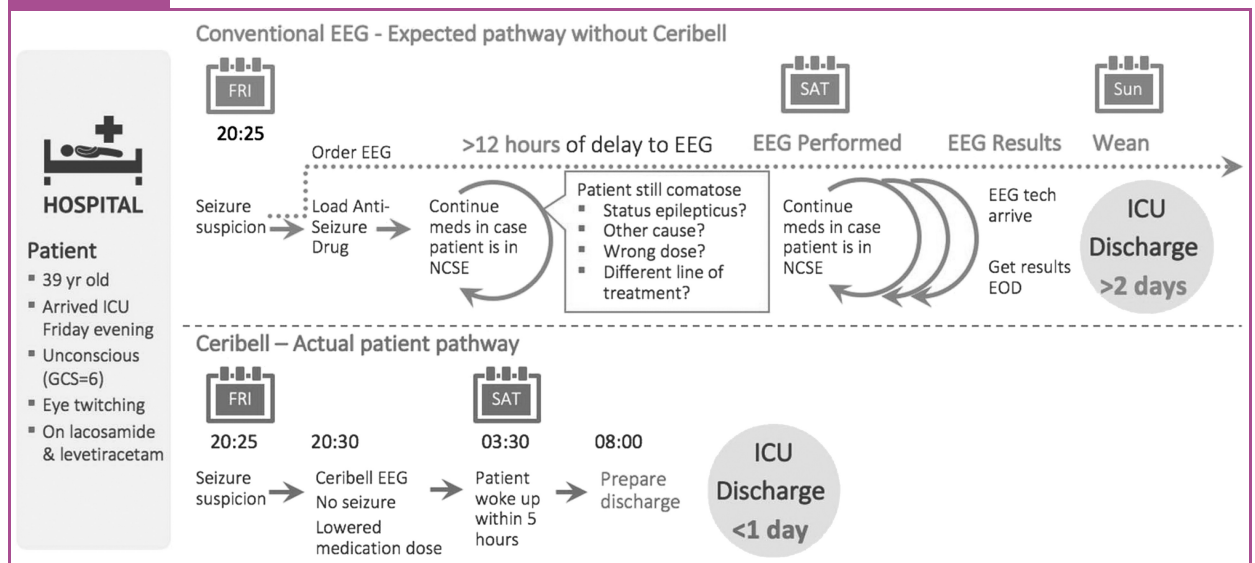 Conventional EEG - Expected pathway without Ceribell
FRI
SAT
Sun
20:25
Order EEG
>12 hours of delay to EEG
EEG Performed
EEG Results
Wean
Seizure
suspicion
Load Anti-
Seizure
Drug
Continue
meds in case
patient is in
NCSE
Patient still comatose
▪ Status epilepticus?
▪ Other cause?
▪ Wrong dose?
▪ Different line of
treatment?
Continue
meds in case
patient is in
NCSE
EEG tech
arrive
Get results
EOD
ICU
Discharge
>2 days
HOSPITAL
Patient
▪ 39 yr old
▪ Arrived ICU
Friday evening
▪ Unconscious
(GCS=6)
▪ Eye twitching
▪ On lacosamide
& levetiracetam
Ceribell – Actual patient pathway
FRI
SAT
20:25
20:30
03:30
08:00
Seizure
suspicion
Ceribell EEG
No seizure
Lowered
medication dose
Patient
woke up
within 5
hours
Prepare
discharge
ICU
Discharge
<1 day